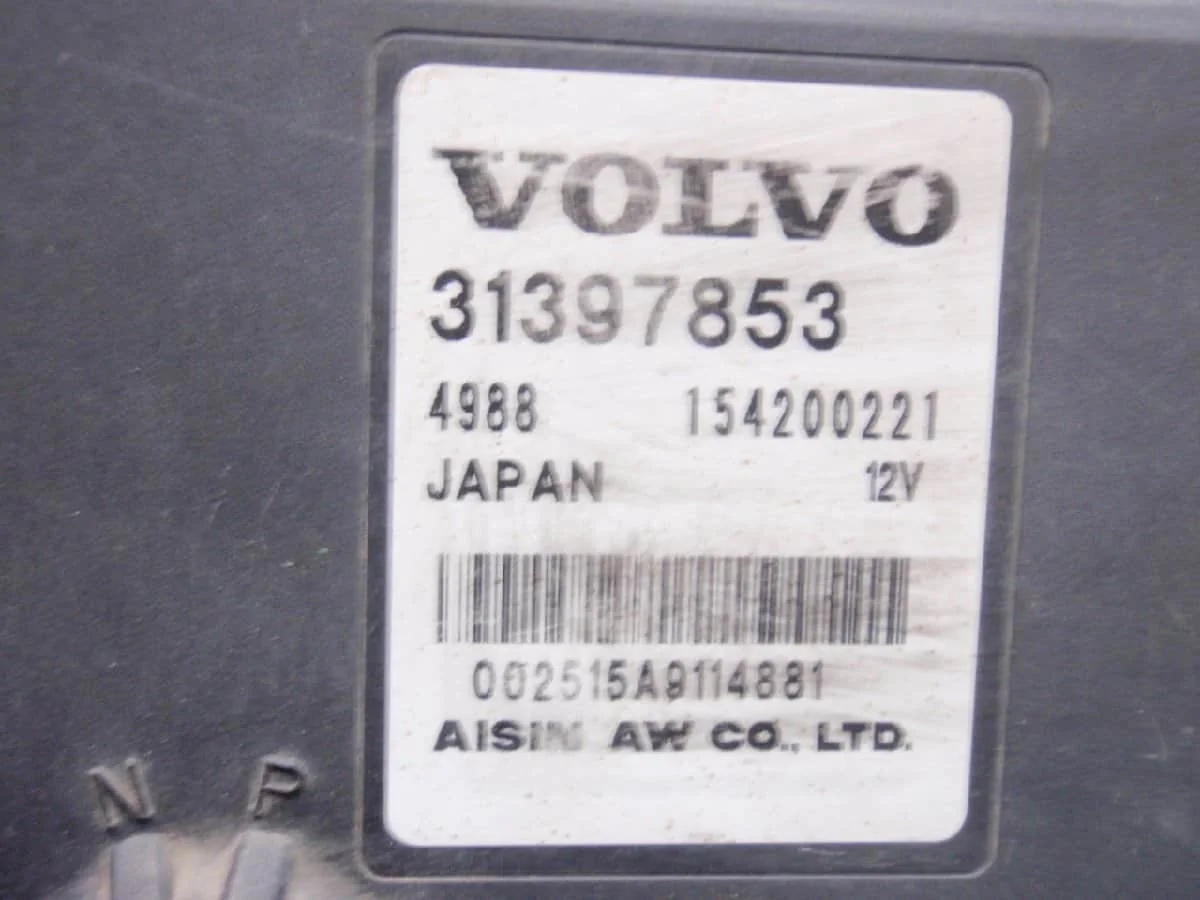 VOLVO
31397853
4988 154200221
JAPAN 12V
002515A9114881
AISIN AW CO., LTD.
N P